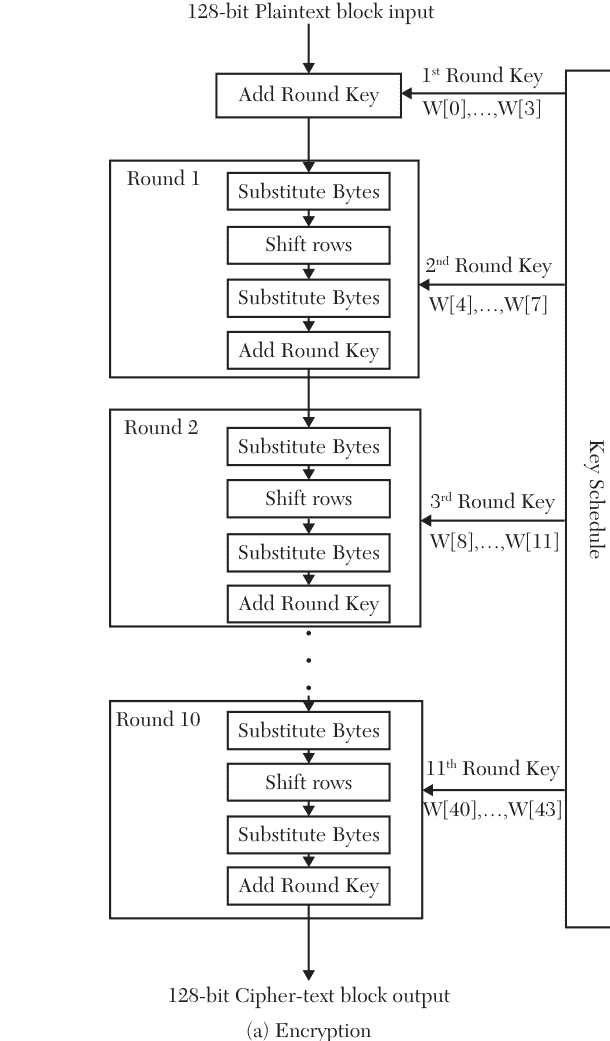 128-bit Plaintext block input
1st Round Key
Add Round Key
W[0],...,W[3]
Round 1
Substitute Bytes
Shift rows
2nd Round Key
Substitute Bytes
W[4],...,W[7]
Add Round Key
Round 2
Substitute Bytes
Key Schedule
Shift rows
3rd Round Key
W[8],...,W[11]
Substitute Bytes
Add Round Key
Round 10
Substitute Bytes
11th Round Key
Shift rows
W[40],...,W[43]
Substitute Bytes
Add Round Key
128-bit Cipher-text block output
(a) Encryption